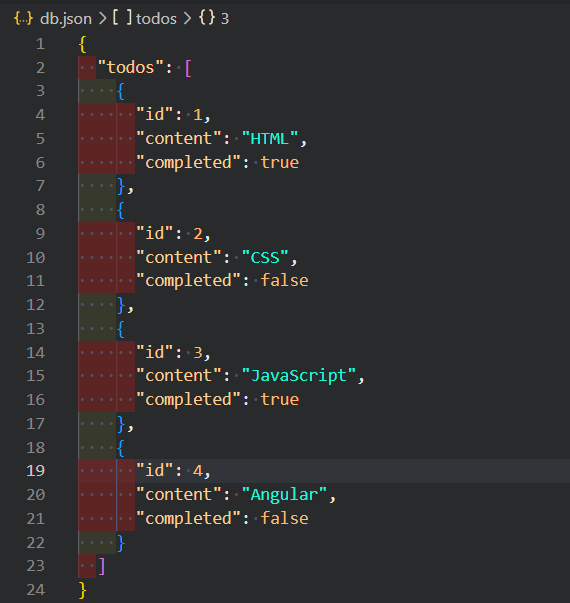 {..} db.json > [ ] todos > {} 3
1 {
2   "todos": [
3     {
4       "id": 1,
5       "content": "HTML",
6       "completed": true
7     },
8     {
9       "id": 2,
10       "content": "CSS",
11       "completed": false
12     },
13     {
14       "id": 3,
15       "content": "JavaScript",
16       "completed": true
17     },
18     {
19       "id": 4,
20       "content": "Angular",
21       "completed": false
22     }
23   ]
24 }